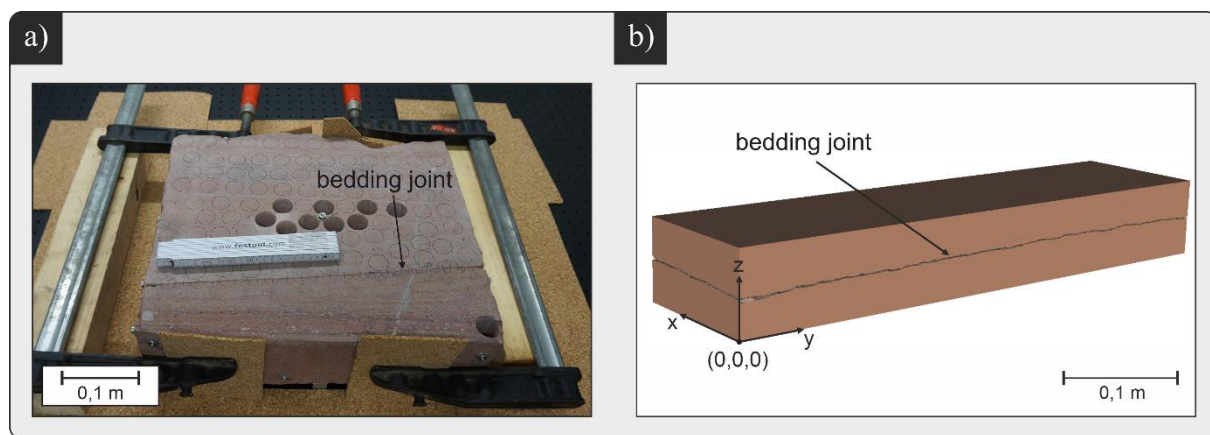 a)
bedding joint
www.festool.com
0,1 m
b)
bedding joint
z
x
y
(0,0,0)
0,1 m